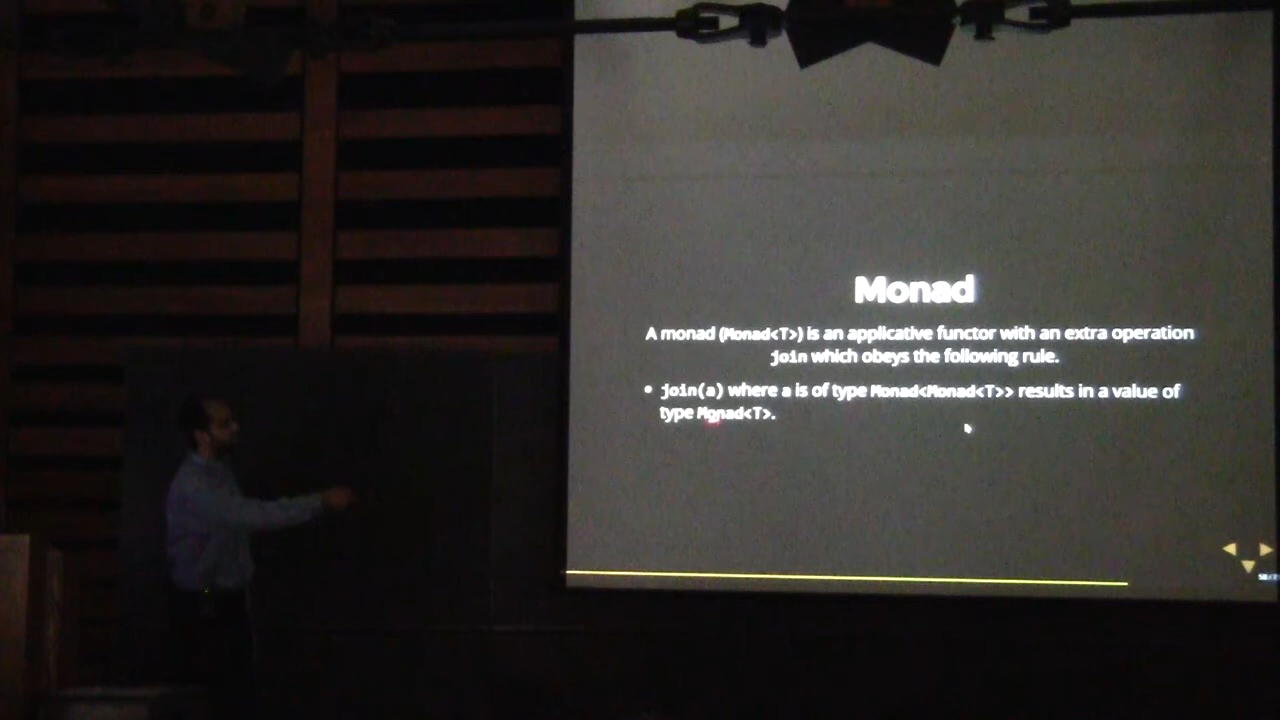 Monad
A monad (Monad<T>) is an applicative functor with an extra operation
join which obeys the following rule.
• join(a) where a is of type Monad<Monad<T>> results in a value of
type Monad<T>.